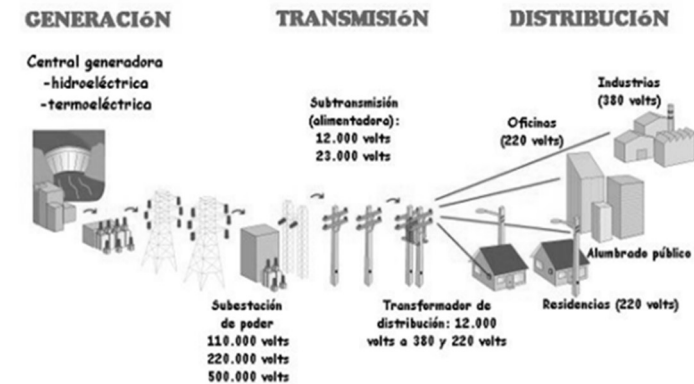 GENERACIÓN
TRANSMISIÓN
DISTRIBUCIÓN
Central generadora
-hidroeléctrica
-termoeléctrica
Subtransmisión
(alimentadora):
12.000 volts
23.000 volts
Oficinas
(220 volts)
Industrias
(380 volts)
Alumbrado público
Subestación
de poder
110.000 volts
220.000 volts
500.000 volts
Transformador de
distribución: 12.000
volts a 380 y 220 volts
Residencias (220 volts)